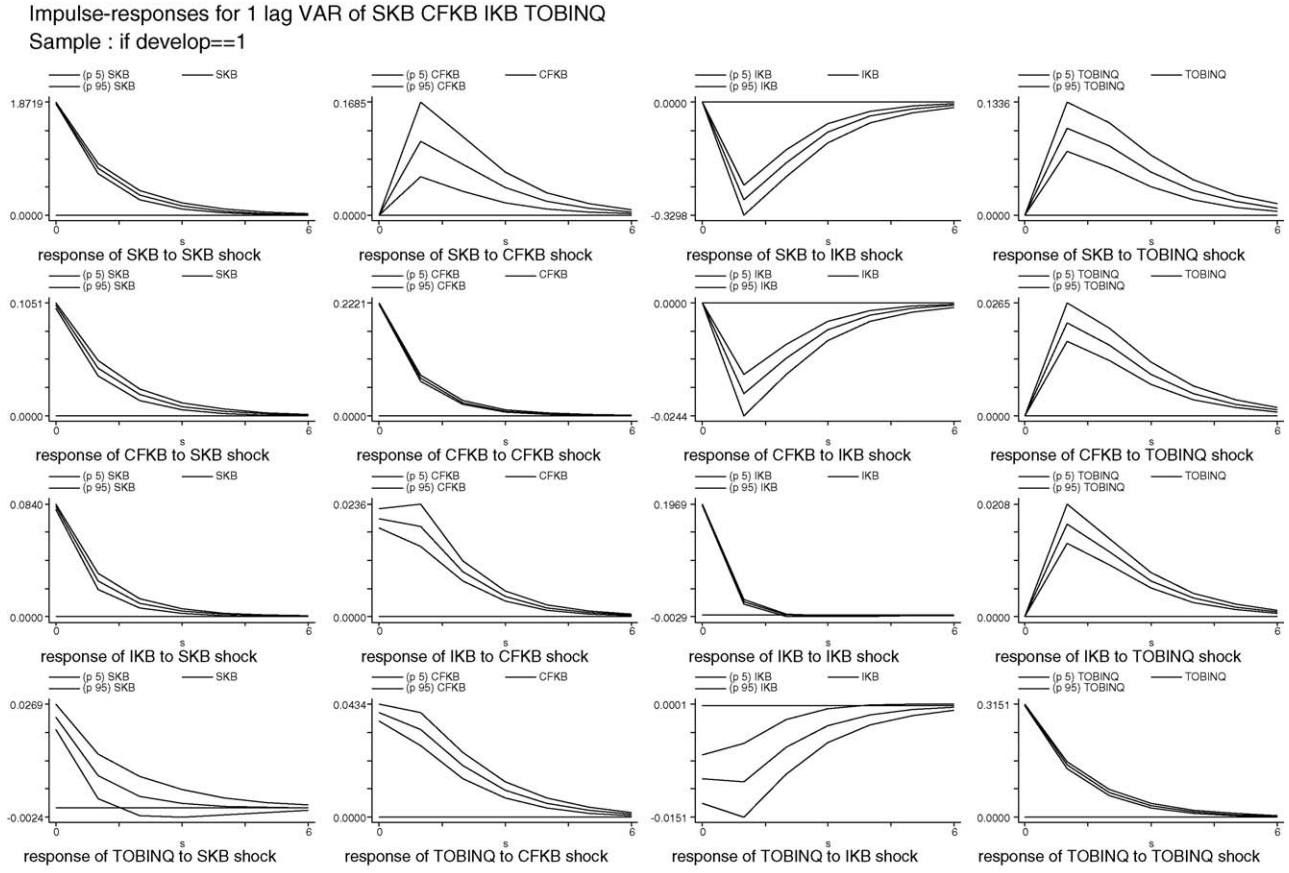 Impulse-responses for 1 lag VAR of SKB CFKB IKB TOBINQ
Sample : if develop==1
(p 5) SKB SKB
(p 95) SKB
1.8719
0.0000
0 s 6
response of SKB to SKB shock
(p 5) CFKB CFKB
(p 95) CFKB
0.1685
0.0000
0 s 6
response of SKB to CFKB shock
(p 5) IKB IKB
(p 95) IKB
0.0000
-0.3298
0 s 6
response of SKB to IKB shock
(p 5) TOBINQ TOBINQ
(p 95) TOBINQ
0.1336
0.0000
0 s 6
response of SKB to TOBINQ shock
(p 5) SKB SKB
(p 95) SKB
0.1051
0.0000
0 s 6
response of CFKB to SKB shock
(p 5) CFKB CFKB
(p 95) CFKB
0.2221
0.0000
0 s 6
response of CFKB to CFKB shock
(p 5) IKB IKB
(p 95) IKB
0.0000
-0.0244
0 s 6
response of CFKB to IKB shock
(p 5) TOBINQ TOBINQ
(p 95) TOBINQ
0.0265
0.0000
0 s 6
response of CFKB to TOBINQ shock
(p 5) SKB SKB
(p 95) SKB
0.0840
0.0000
0 s 6
response of IKB to SKB shock
(p 5) CFKB CFKB
(p 95) CFKB
0.0236
0.0000
0 s 6
response of IKB to CFKB shock
(p 5) IKB IKB
(p 95) IKB
0.1969
-0.0029
0 s 6
response of IKB to IKB shock
(p 5) TOBINQ TOBINQ
(p 95) TOBINQ
0.0208
0.0000
0 s 6
response of IKB to TOBINQ shock
(p 5) SKB SKB
(p 95) SKB
0.0269
-0.0024
0 s 6
response of TOBINQ to SKB shock
(p 5) CFKB CFKB
(p 95) CFKB
0.0434
0.0000
0 s 6
response of TOBINQ to CFKB shock
(p 5) IKB IKB
(p 95) IKB
0.0001
-0.0151
0 s 6
response of TOBINQ to IKB shock
(p 5) TOBINQ TOBINQ
(p 95) TOBINQ
0.3151
0.0000
0 s 6
response of TOBINQ to TOBINQ shock